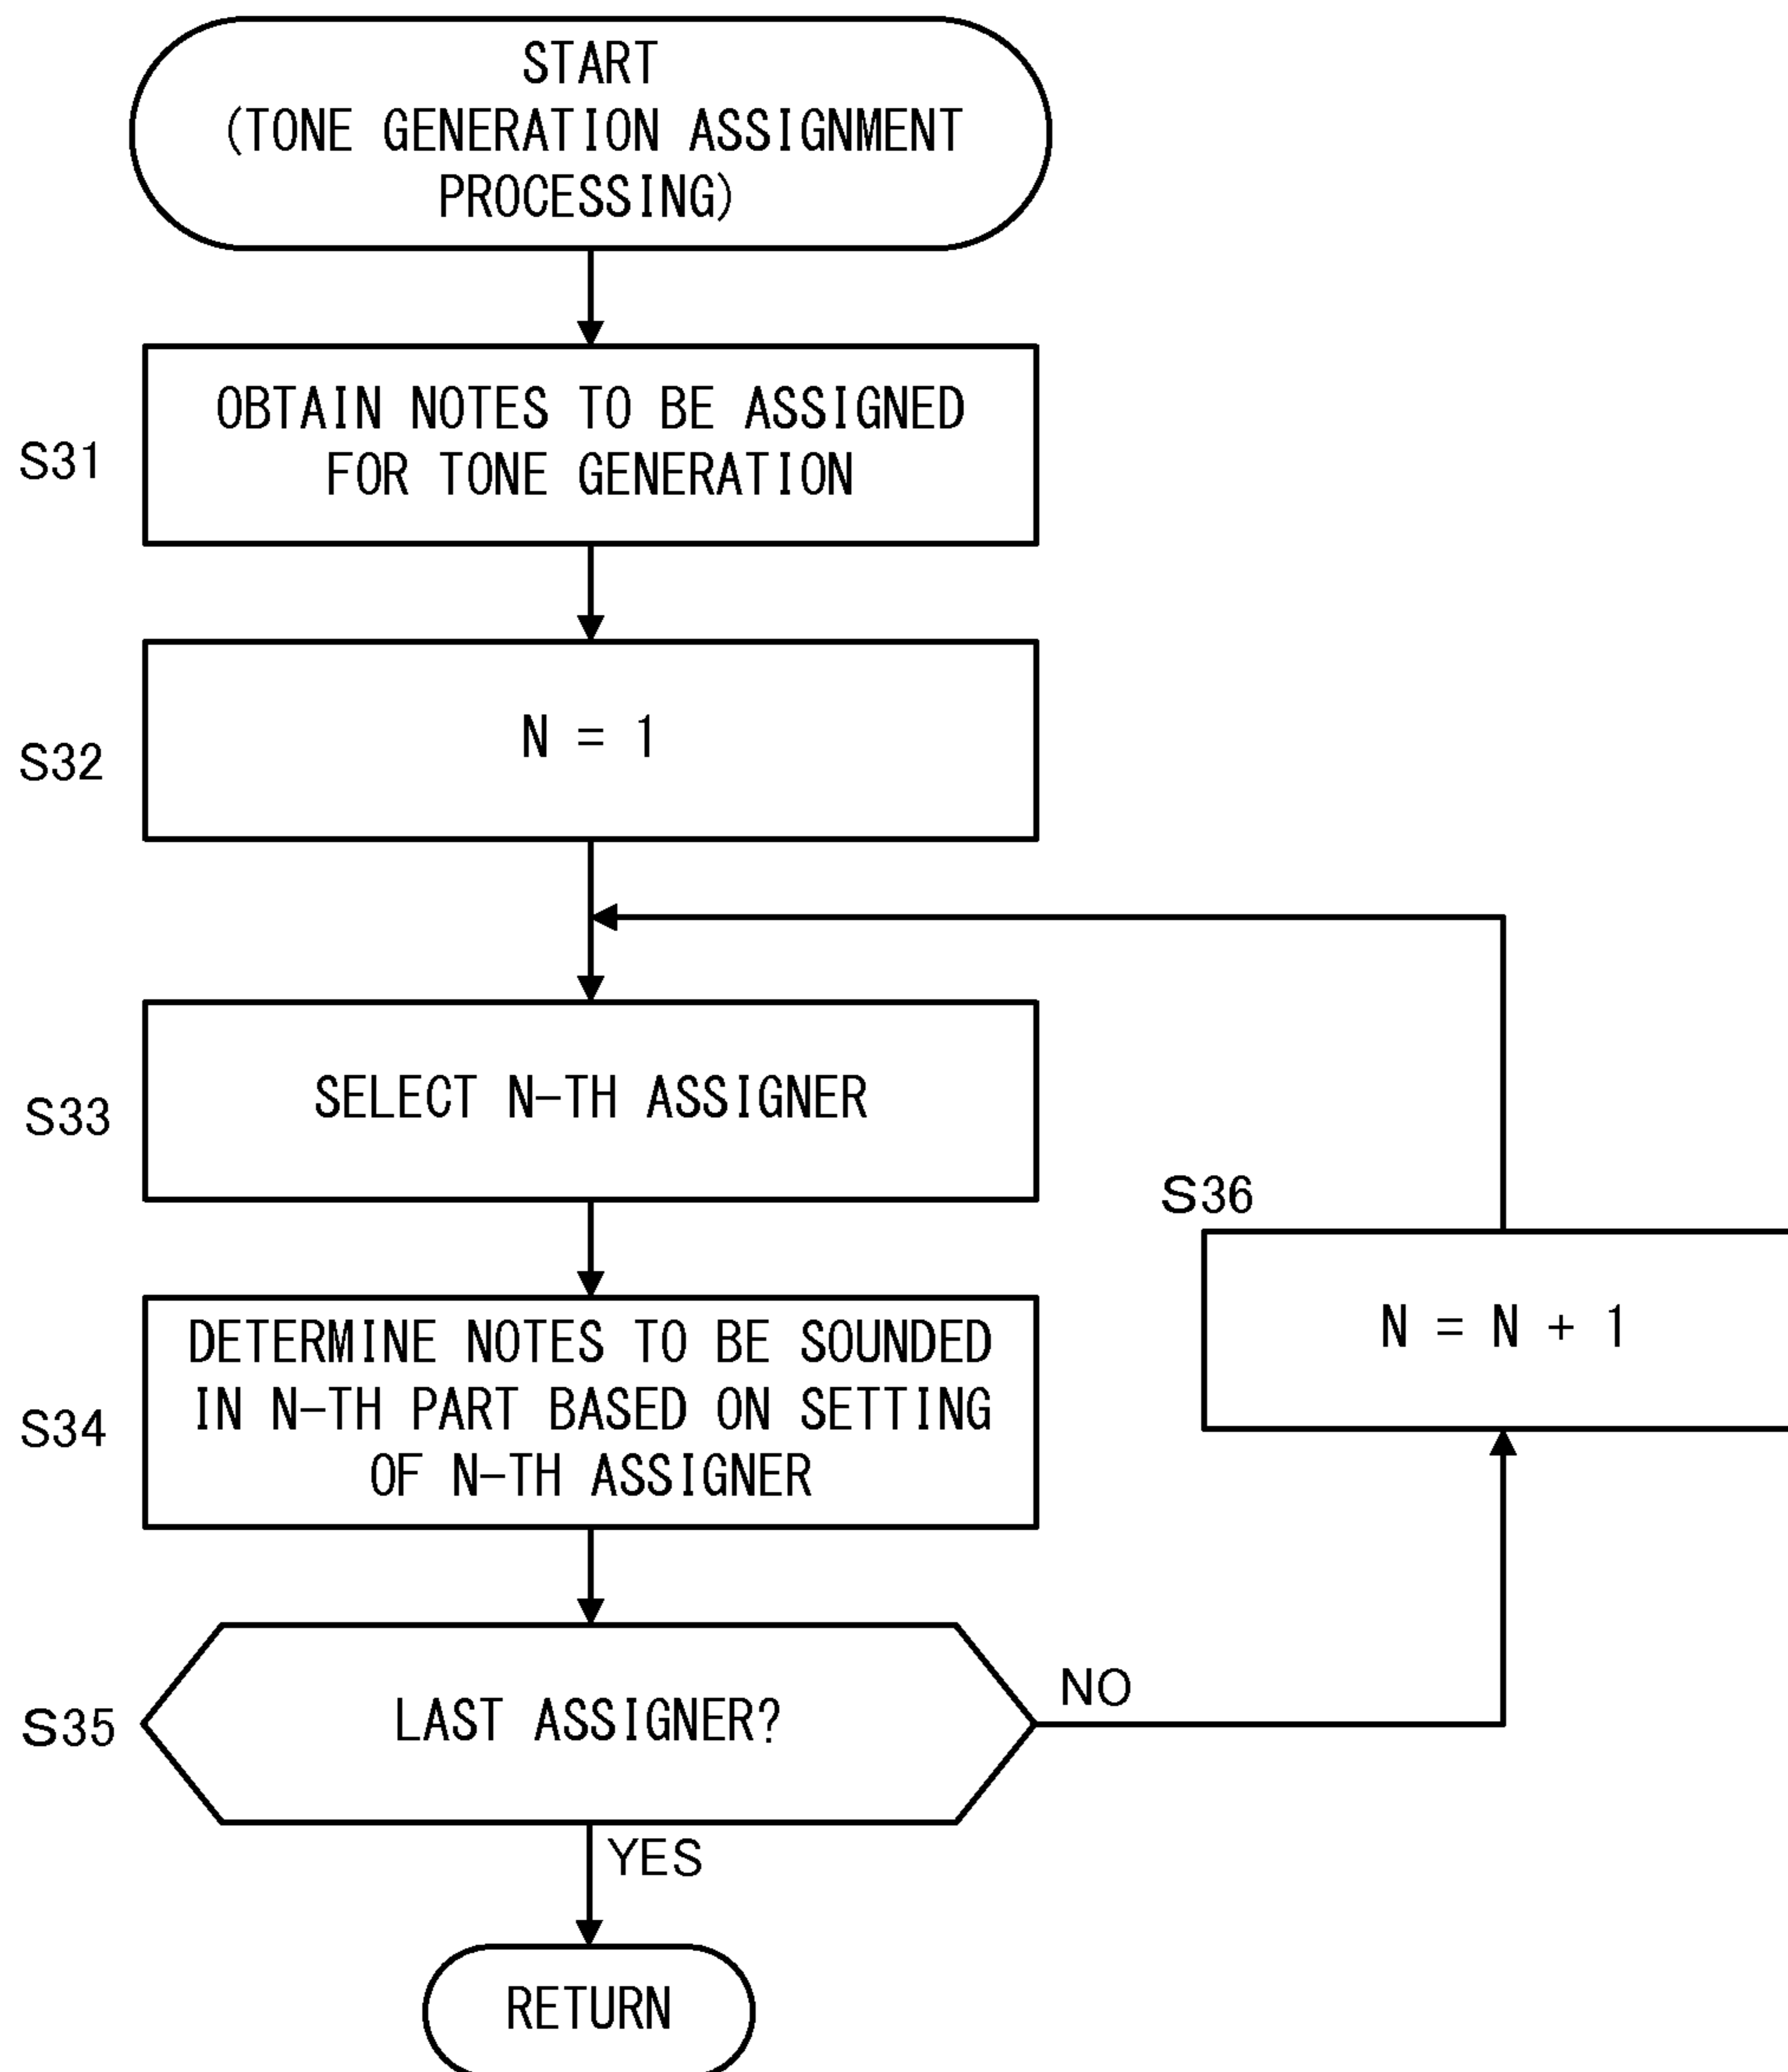 START
(TONE GENERATION ASSIGNMENT
PROCESSING)
S31
OBTAIN NOTES TO BE ASSIGNED
FOR TONE GENERATION
S32
N = 1
S33
SELECT N-TH ASSIGNER
S34
DETERMINE NOTES TO BE SOUNDED
IN N-TH PART BASED ON SETTING
OF N-TH ASSIGNER
S35
LAST ASSIGNER?
NO
S36
N = N + 1
YES
RETURN